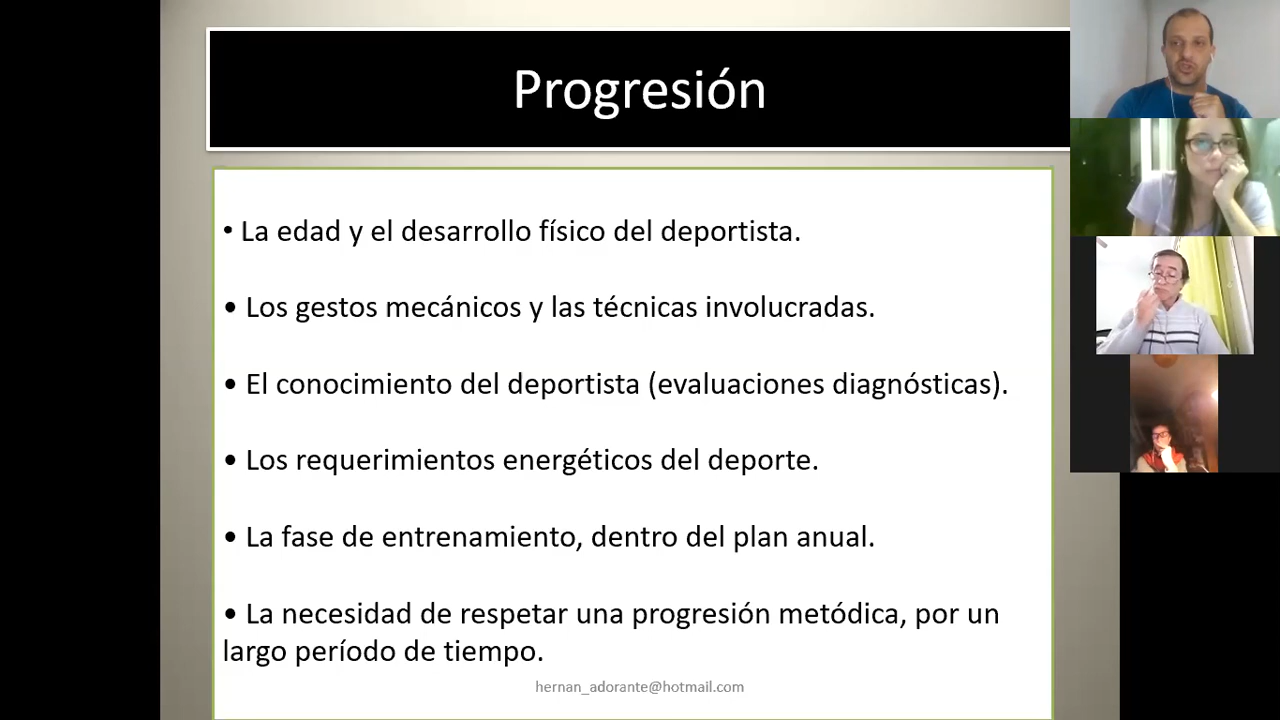 Progresión
• La edad y el desarrollo físico del deportista.
• Los gestos mecánicos y las técnicas involucradas.
• El conocimiento del deportista (evaluaciones diagnósticas).
• Los requerimientos energéticos del deporte.
• La fase de entrenamiento, dentro del plan anual.
• La necesidad de respetar una progresión metódica, por un
largo período de tiempo.
hernan_adorante@hotmail.com